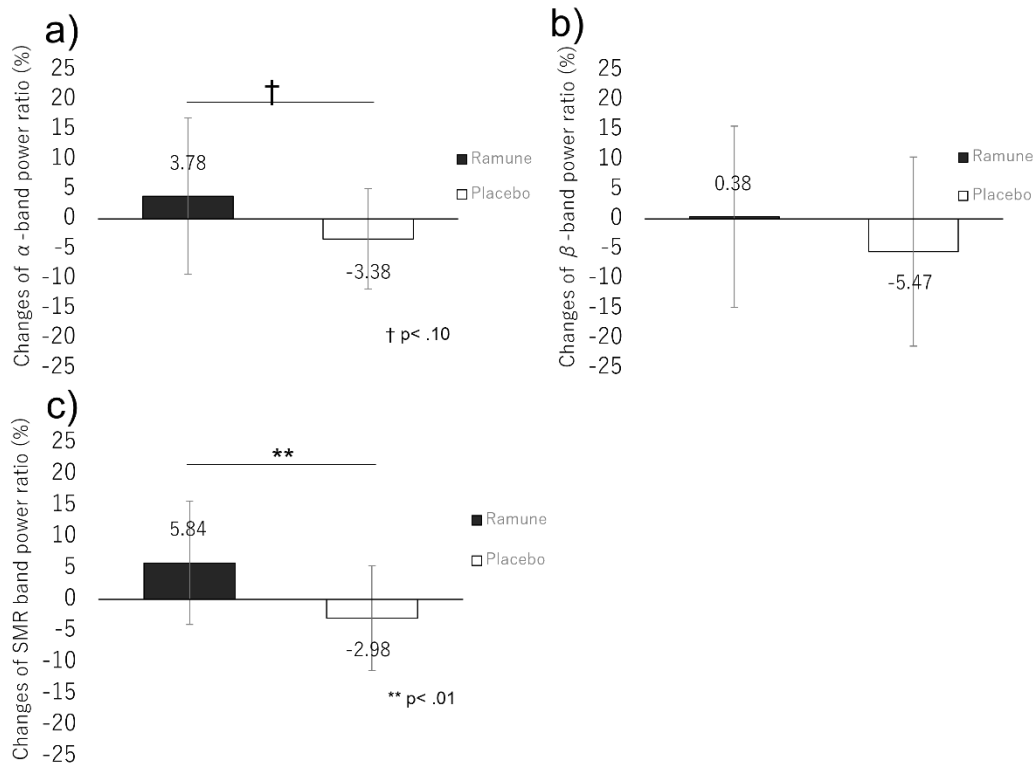 a)
Changes of α-band power ratio (%)
25
20
15
10
5
0
-5
-10
-15
-20
-25
†
3.78
-3.38
Ramune
Placebo
† p< .10
b)
Changes of β-band power ratio (%)
25
20
15
10
5
0
-5
-10
-15
-20
-25
0.38
-5.47
Ramune
Placebo
c)
Changes of SMR band power ratio (%)
25
20
15
10
5
0
-5
-10
-15
-20
-25
**
5.84
-2.98
Ramune
Placebo
** p< .01